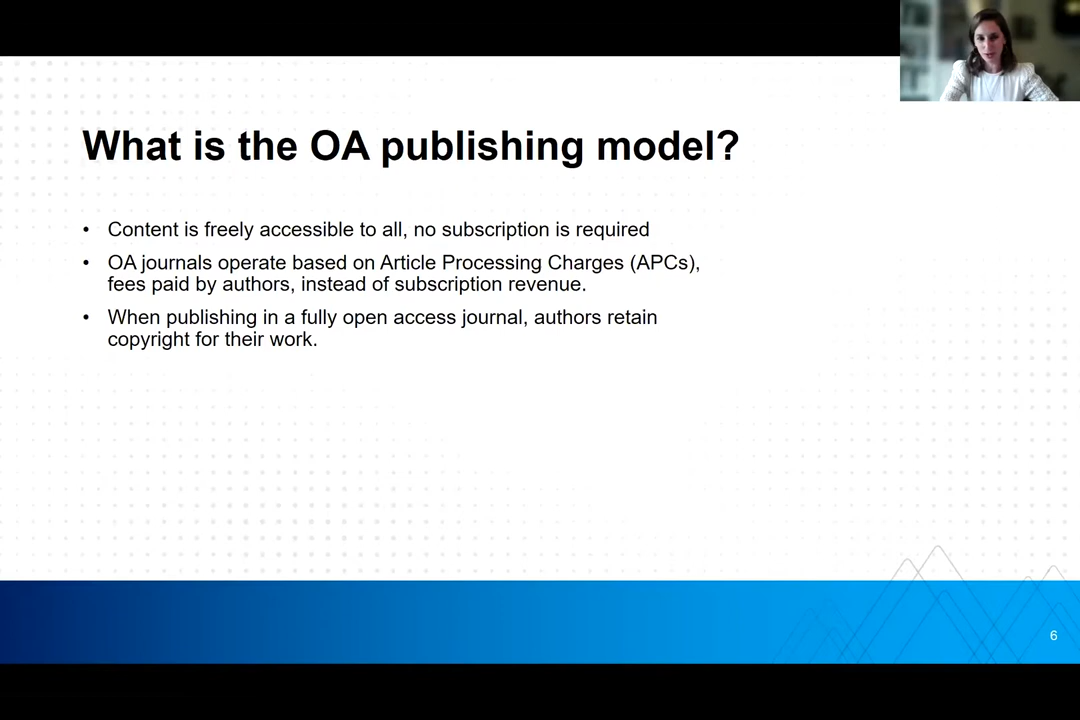 What is the OA publishing model?
• Content is freely accessible to all, no subscription is required
• OA journals operate based on Article Processing Charges (APCs),
fees paid by authors, instead of subscription revenue.
• When publishing in a fully open access journal, authors retain
copyright for their work.
6